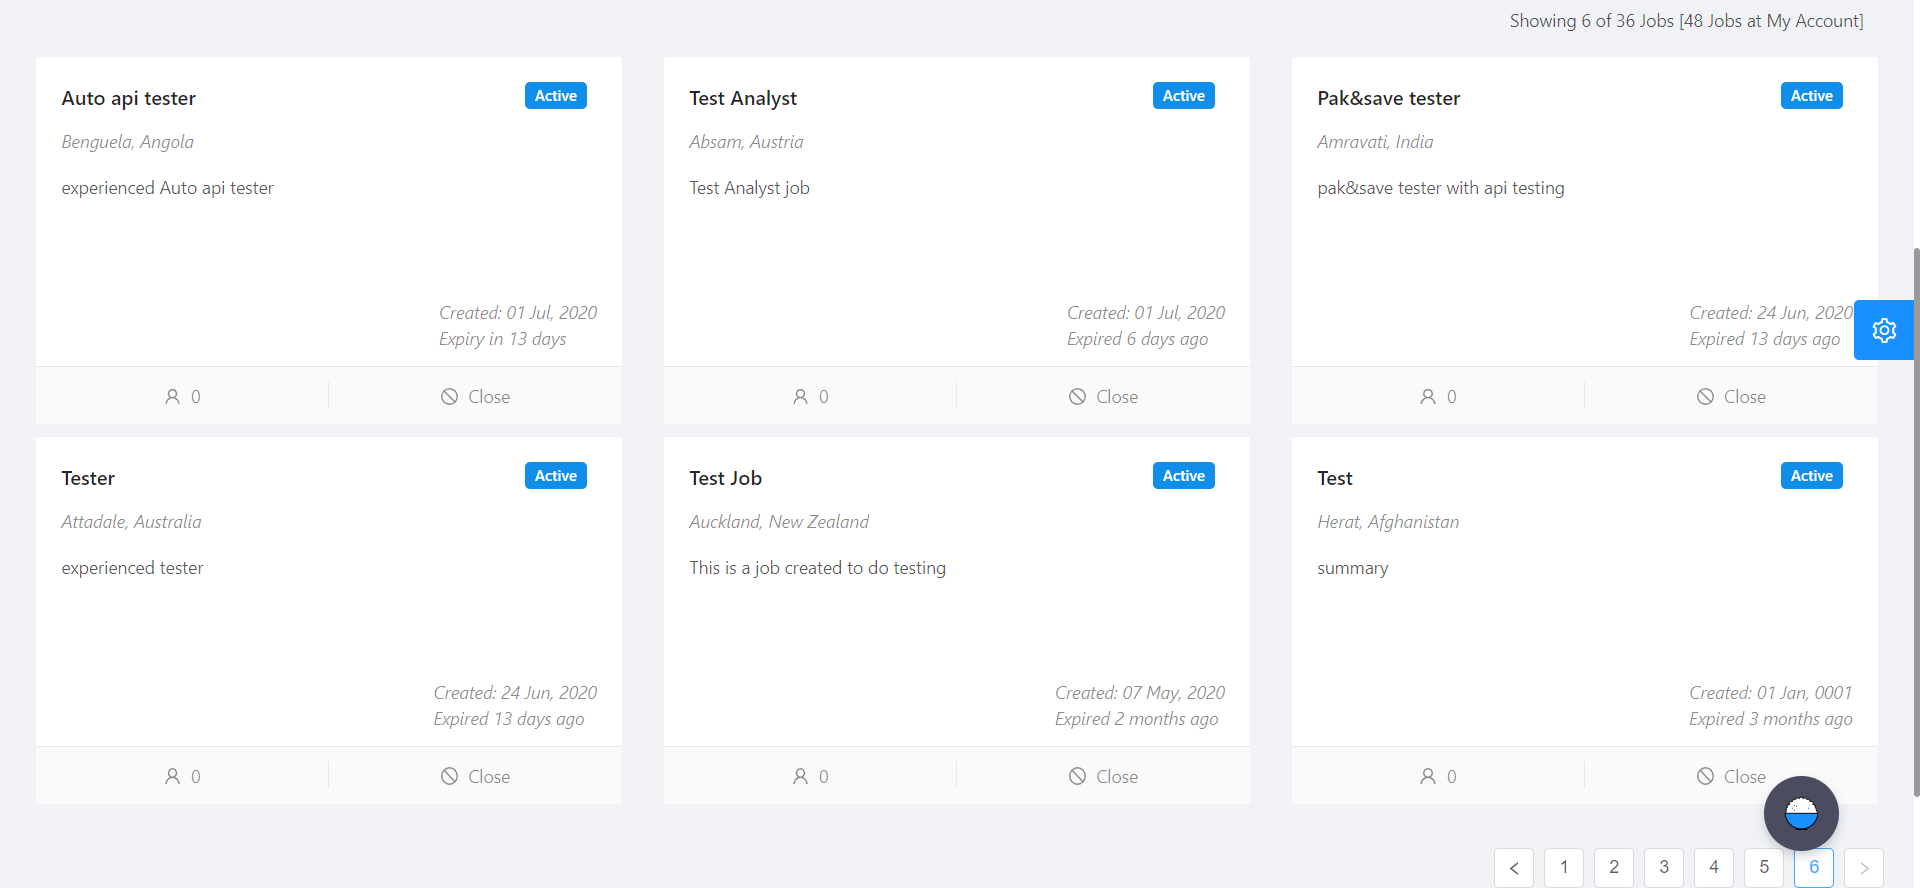 Showing 6 of 36 Jobs [48 Jobs at My Account]
Auto api tester
Active
Benguela, Angola
experienced Auto api tester
Created: 01 Jul, 2020
Expiry in 13 days
0
Close
Test Analyst
Active
Absam, Austria
Test Analyst job
Created: 01 Jul, 2020
Expired 6 days ago
0
Close
Pak&save tester
Active
Amravati, India
pak&save tester with api testing
Created: 24 Jun, 2020
Expired 13 days ago
0
Close
Tester
Active
Attadale, Australia
experienced tester
Created: 24 Jun, 2020
Expired 13 days ago
0
Close
Test Job
Active
Auckland, New Zealand
This is a job created to do testing
Created: 07 May, 2020
Expired 2 months ago
0
Close
Test
Active
Herat, Afghanistan
summary
Created: 01 Jan, 0001
Expired 3 months ago
0
Close
< 1 2 3 4 5 6 >